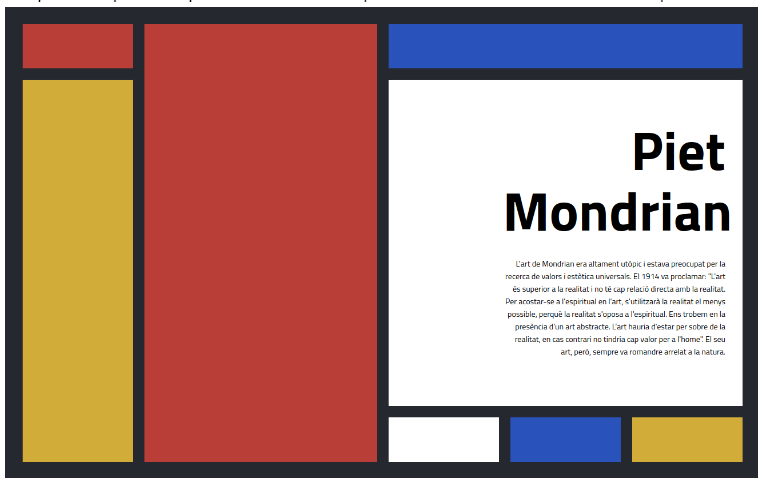 Piet
Mondrian
L'art de Mondrian era altament utòpic i estava preocupat per la
recerca de valors i estètica universals. El 1914 va proclamar: "L'art
és superior a la realitat i no té cap relació directa amb la realitat.
Per acostar-se a l'espiritual en l'art, s'utilitzarà la realitat el menys
possible, perquè la realitat s'oposa a l'espiritual. Ens trobem en la
presència d'un art abstracte. L'art hauria d'estar per sobre de la
realitat, en cas contrari no tindria cap valor per a l'home". El seu
art, però, sempre va romandre arrelat a la natura.